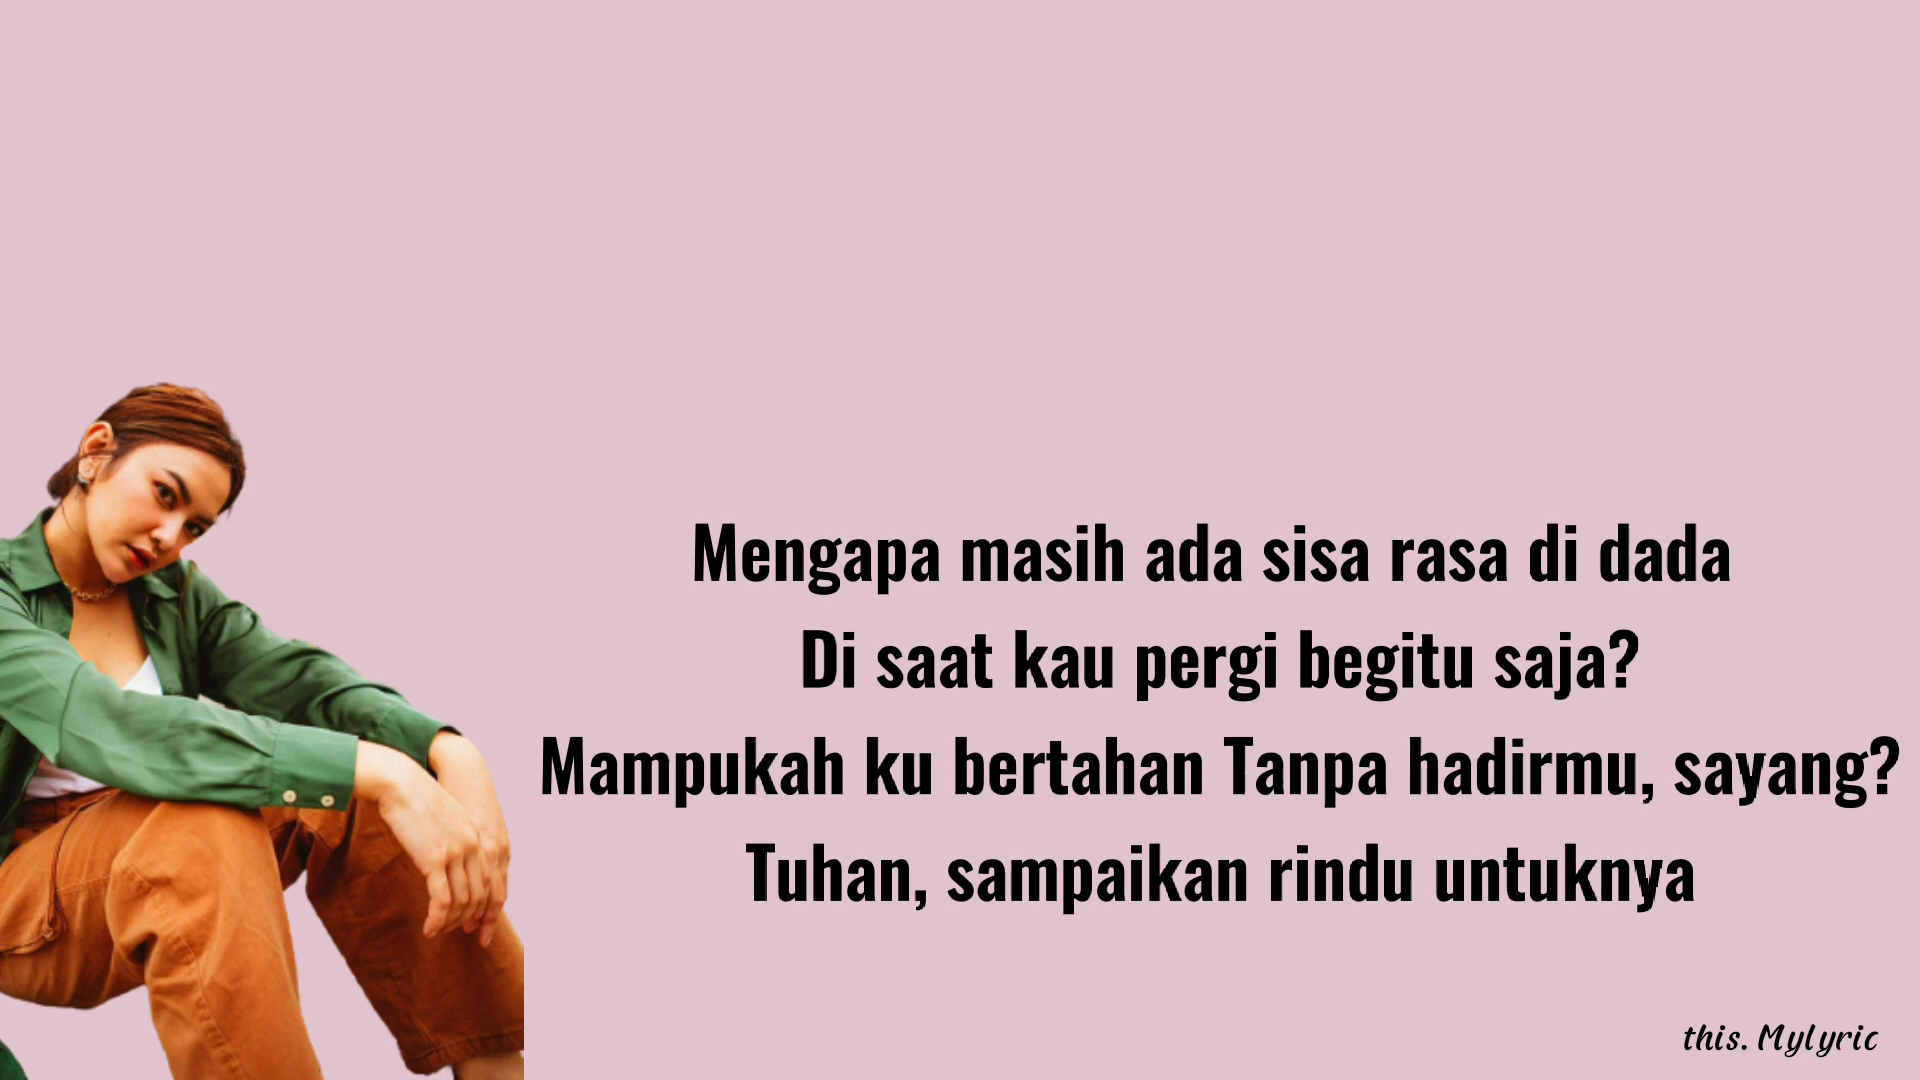 Mengapa masih ada sisa rasa di dada
Di saat kau pergi begitu saja?
Mampukah ku bertahan Tanpa hadirmu, sayang?
Tuhan, sampaikan rindu untuknya
this. Mylyric